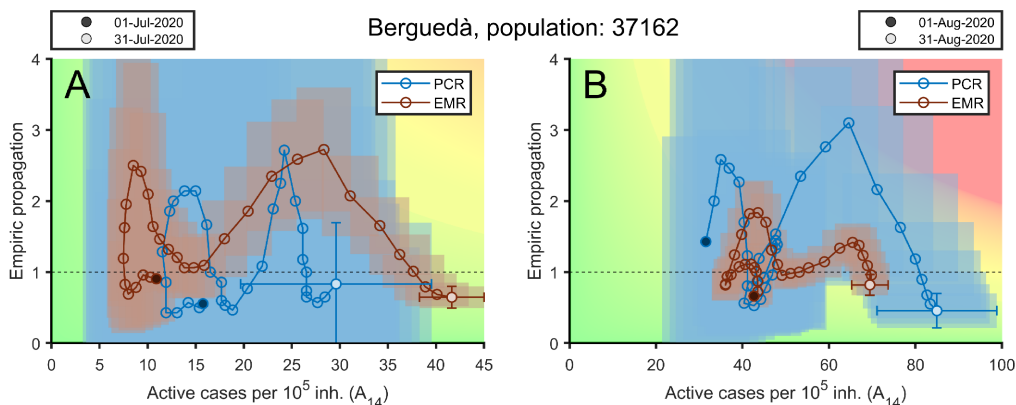 Berguedà, population: 37162
01-Jul-2020
31-Jul-2020
01-Aug-2020
31-Aug-2020
A
PCR
EMR
Empiric propagation
4
3
2
1
0
0 5 10 15 20 25 30 35 40 45
Active cases per 10⁵ inh. (A₁₄)
B
PCR
EMR
Empiric propagation
4
3
2
1
0
0 20 40 60 80 100
Active cases per 10⁵ inh. (A₁₄)